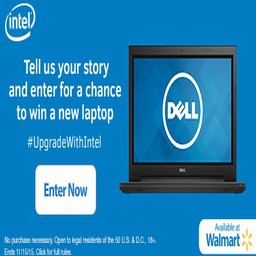 intel
Tell us your story
and enter for a chance
to win a new laptop
#UpgradeWithIntel
Enter Now
DELL
DELL
No purchase necessary. Open to legal residents of the 50 U.S. & D.C., 18+.
Ends 11/15/15. Click for full rules.
Available at
Walmart